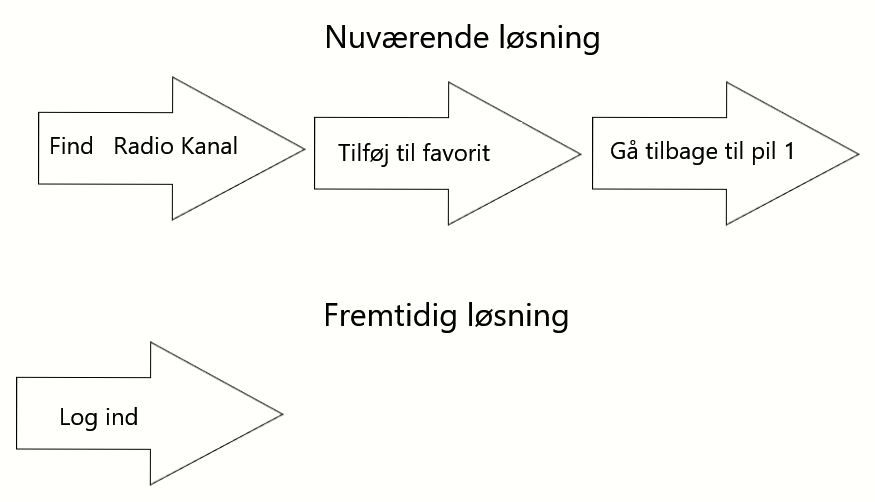 Nuværende løsning
Find Radio Kanal
Tilføj til favorit
Gå tilbage til pil 1
Fremtidig løsning
Log ind